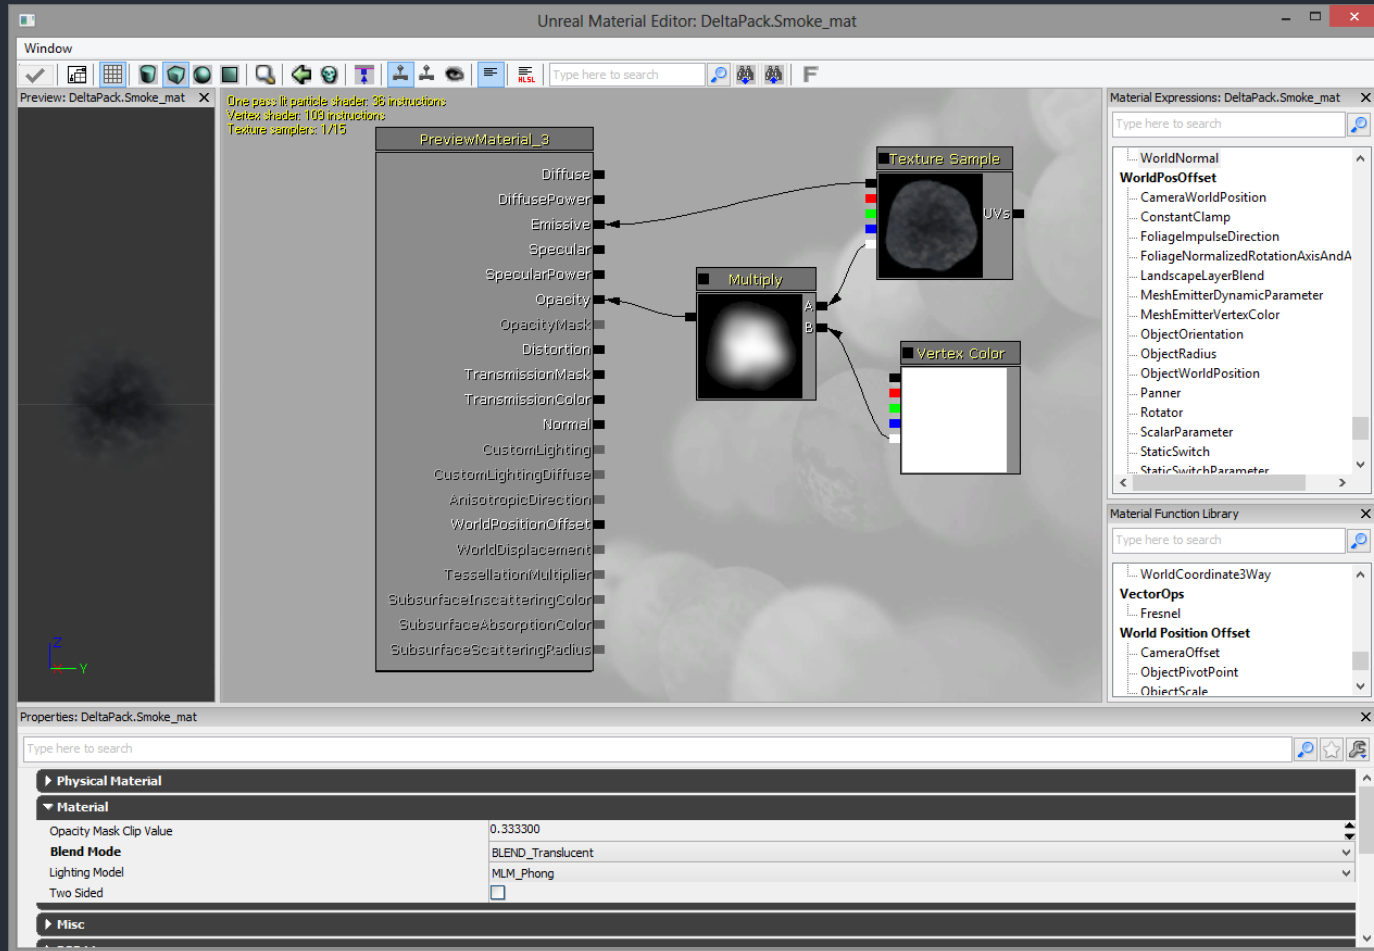 Unreal Material Editor: DeltaPack.Smoke_mat
Window
HLSL
Type here to search
F
Preview: DeltaPack.Smoke_mat
Z
X
Y
One pass lit particle shader: 36 instructions
Vertex shader: 109 instructions
Texture samplers: 1/15
PreviewMaterial_3
Diffuse
DiffusePower
Emissive
Specular
SpecularPower
Opacity
OpacityMask
Distortion
TransmissionMask
TransmissionColor
Normal
CustomLighting
CustomLightingDiffuse
AnisotropicDirection
WorldPositionOffset
WorldDisplacement
TessellationMultiplier
SubsurfaceInscatteringColor
SubsurfaceAbsorptionColor
SubsurfaceScatteringRadius
Multiply
A
B
Texture Sample
UVs
Vertex Color
Material Expressions: DeltaPack.Smoke_mat
Type here to search
WorldNormal
WorldPosOffset
CameraWorldPosition
ConstantClamp
FoliageImpulseDirection
FoliageNormalizedRotationAxisAndA
LandscapeLayerBlend
MeshEmitterDynamicParameter
MeshEmitterVertexColor
ObjectOrientation
ObjectRadius
ObjectWorldPosition
Panner
Rotator
ScalarParameter
StaticSwitch
StaticSwitchParameter
Material Function Library
Type here to search
WorldCoordinate3Way
VectorOps
Fresnel
World Position Offset
CameraOffset
ObjectPivotPoint
ObjectScale
Properties: DeltaPack.Smoke_mat
Type here to search
Physical Material
Material
Opacity Mask Clip Value 0.333300
Blend Mode BLEND_Translucent
Lighting Model MLM_Phong
Two Sided
Misc